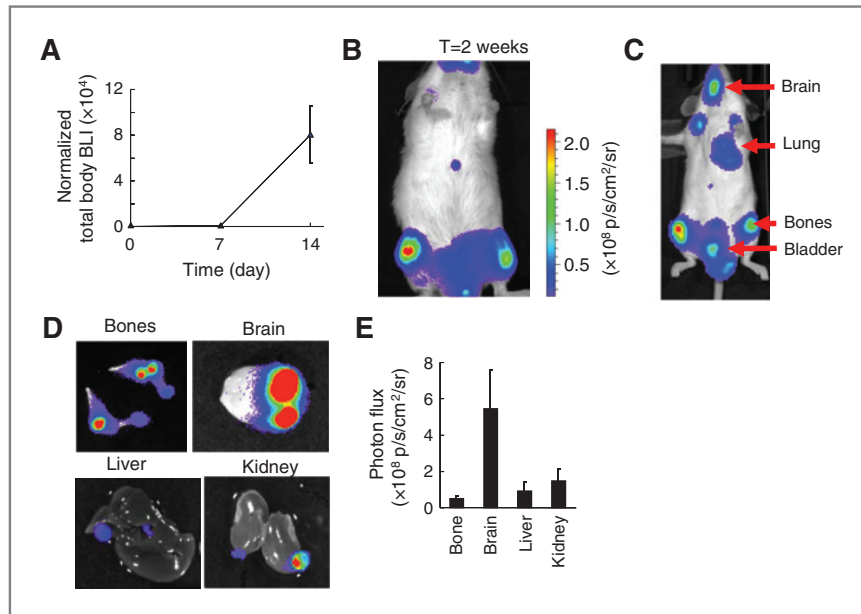 A
Normalized
total body BLI (×10⁴)
12
8
4
0
0
7
14
Time (day)
B
T=2 weeks
2.0
1.5
1.0
0.5
(×10⁸ p/s/cm²/sr)
C
Brain
Lung
Bones
Bladder
D
Bones
Brain
Liver
Kidney
E
Photon flux
(×10⁸ p/s/cm²/sr)
8
6
4
2
0
Bone
Brain
Liver
Kidney